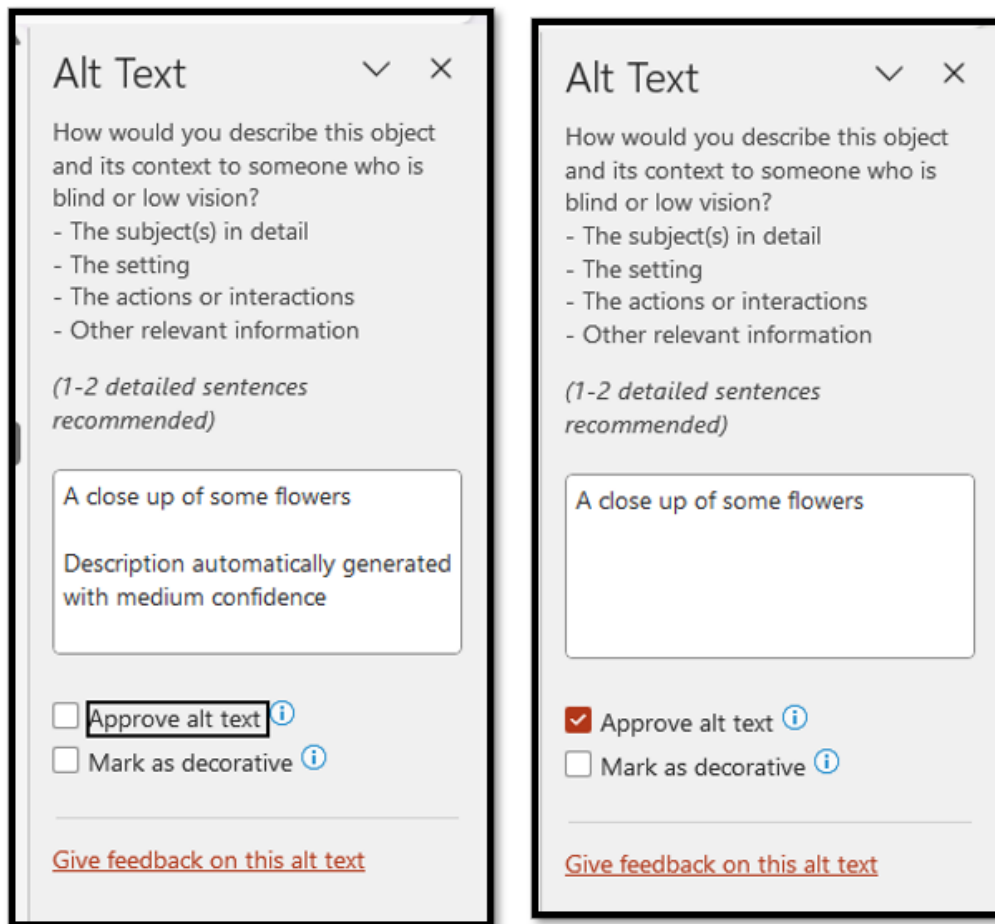 Alt Text
How would you describe this object
and its context to someone who is
blind or low vision?
- The subject(s) in detail
- The setting
- The actions or interactions
- Other relevant information
(1-2 detailed sentences
recommended)
A close up of some flowers
Description automatically generated
with medium confidence
Approve alt text
Mark as decorative
Give feedback on this alt text
Alt Text
How would you describe this object
and its context to someone who is
blind or low vision?
- The subject(s) in detail
- The setting
- The actions or interactions
- Other relevant information
(1-2 detailed sentences
recommended)
A close up of some flowers
Approve alt text
Mark as decorative
Give feedback on this alt text